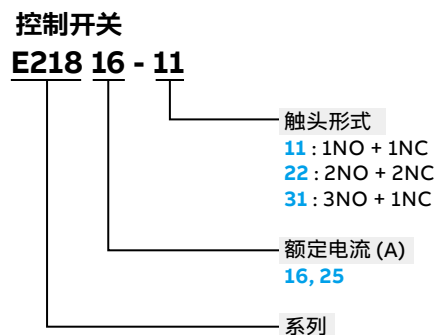 控制开关
E218 16 - 11
触头形式
11 : 1NO + 1NC
22 : 2NO + 2NC
31 : 3NO + 1NC
额定电流 (A)
16, 25
系列